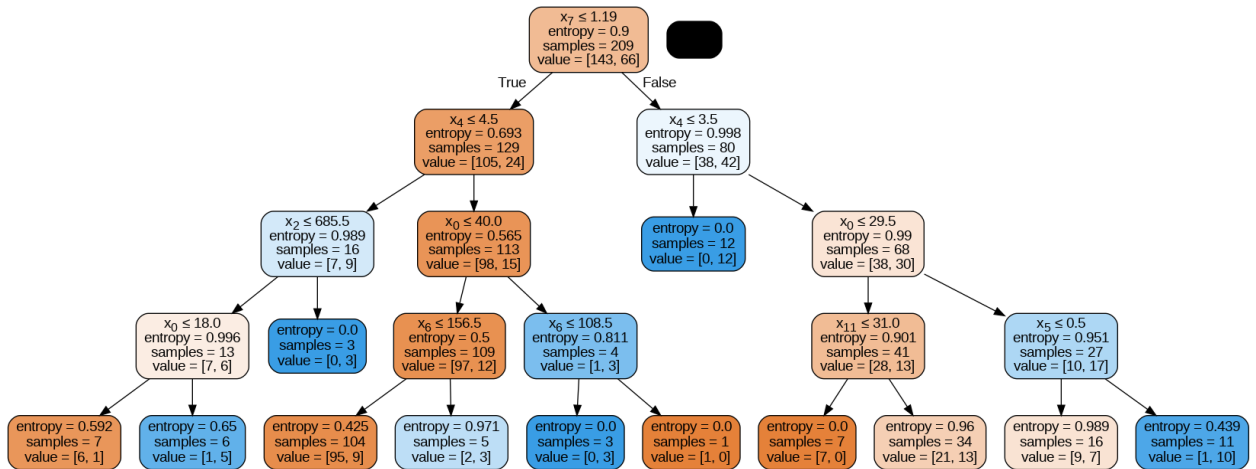 x7 ≤ 1.19
entropy = 0.9
samples = 209
value = [143, 66]
True
False
x4 ≤ 4.5
entropy = 0.693
samples = 129
value = [105, 24]
x4 ≤ 3.5
entropy = 0.998
samples = 80
value = [38, 42]
x2 ≤ 685.5
entropy = 0.989
samples = 16
value = [7, 9]
x0 ≤ 40.0
entropy = 0.565
samples = 113
value = [98, 15]
entropy = 0.0
samples = 12
value = [0, 12]
x0 ≤ 29.5
entropy = 0.99
samples = 68
value = [38, 30]
x0 ≤ 18.0
entropy = 0.996
samples = 13
value = [7, 6]
entropy = 0.0
samples = 3
value = [0, 3]
x6 ≤ 156.5
entropy = 0.5
samples = 109
value = [97, 12]
x6 ≤ 108.5
entropy = 0.811
samples = 4
value = [1, 3]
x11 ≤ 31.0
entropy = 0.901
samples = 41
value = [28, 13]
x5 ≤ 0.5
entropy = 0.951
samples = 27
value = [10, 17]
entropy = 0.592
samples = 7
value = [6, 1]
entropy = 0.65
samples = 6
value = [1, 5]
entropy = 0.425
samples = 104
value = [95, 9]
entropy = 0.971
samples = 5
value = [2, 3]
entropy = 0.0
samples = 3
value = [0, 3]
entropy = 0.0
samples = 1
value = [1, 0]
entropy = 0.0
samples = 7
value = [7, 0]
entropy = 0.96
samples = 34
value = [21, 13]
entropy = 0.989
samples = 16
value = [9, 7]
entropy = 0.439
samples = 11
value = [1, 10]